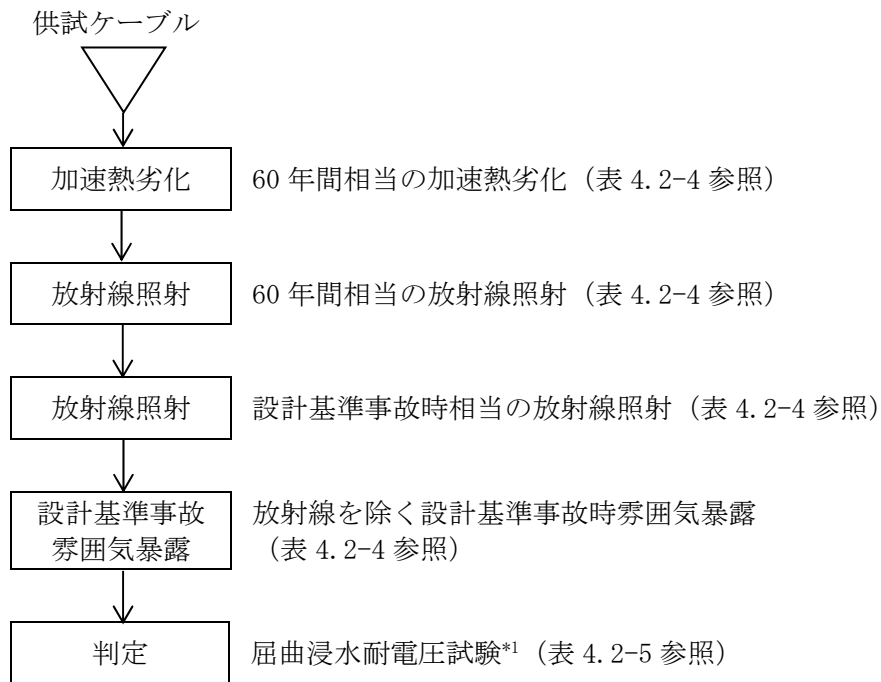 供試ケーブル
加速熱劣化 60 年間相当の加速熱劣化（表 4.2-4 参照）
放射線照射 60 年間相当の放射線照射（表 4.2-4 参照）
放射線照射 設計基準事故時相当の放射線照射（表 4.2-4 参照）
設計基準事故 放射線を除く設計基準事故時雰囲気暴露
雰囲気暴露 （表 4.2-4 参照）
判定 屈曲浸水耐電圧試験*1（表 4.2-5 参照）